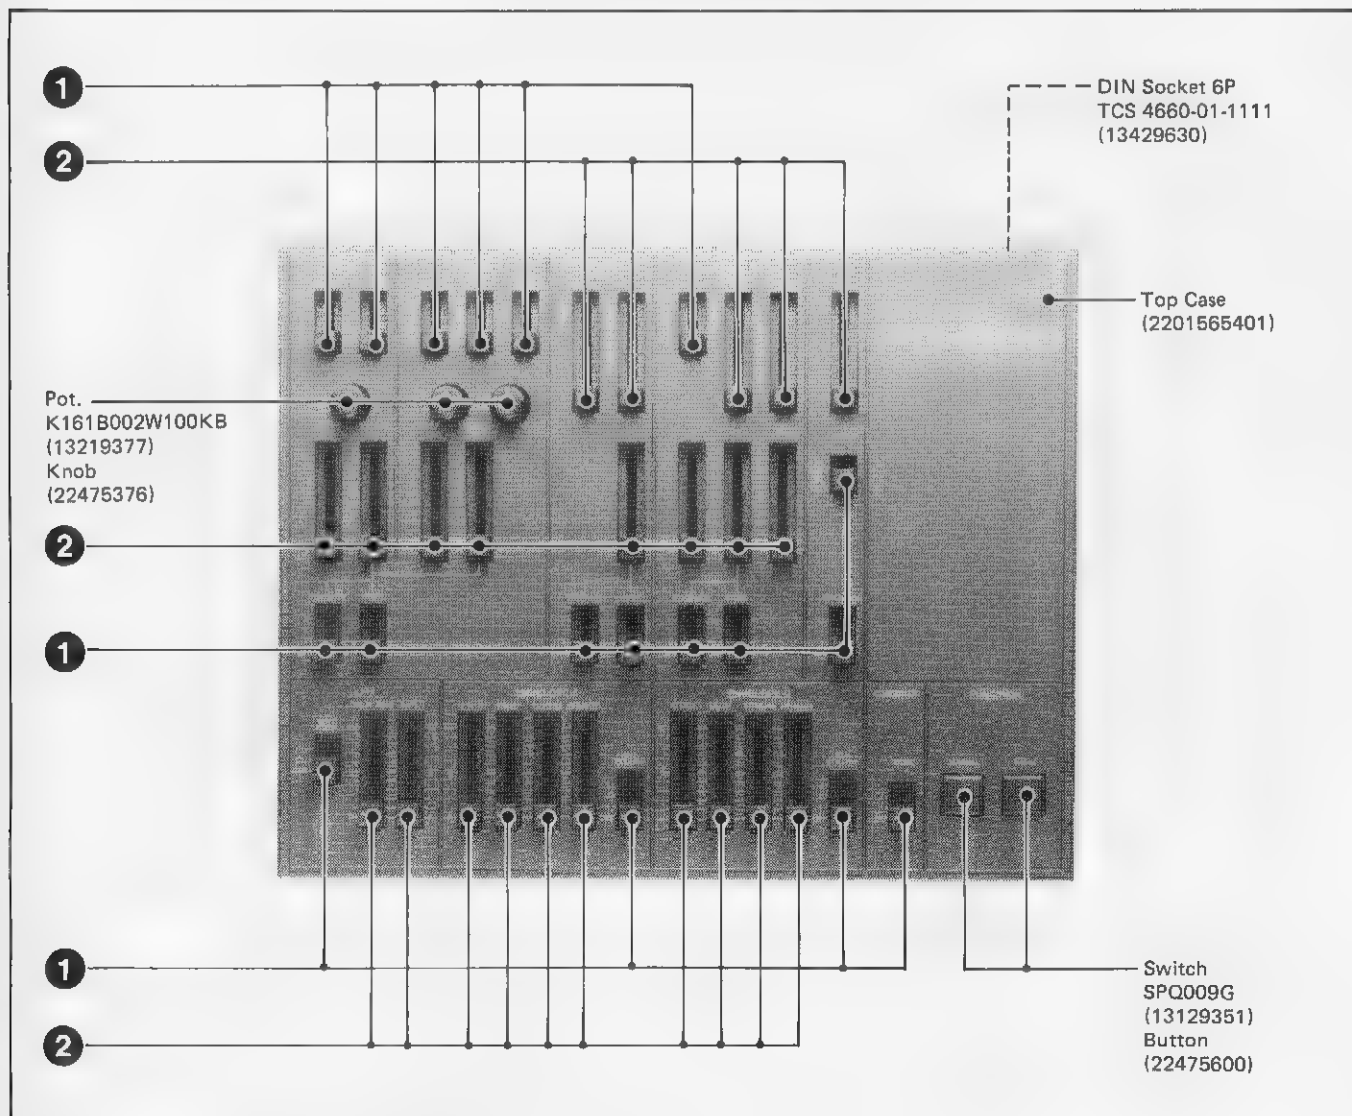 1
DIN Socket 6P
TCS 4660-01-1111
(13429630)
2
Top Case
(2201565401)
Pot.
K161B002W100KB
(13219377)
Knob
(22475376)
2
1
1
Switch
SPQ009G
(13129351)
Button
(22475600)
2